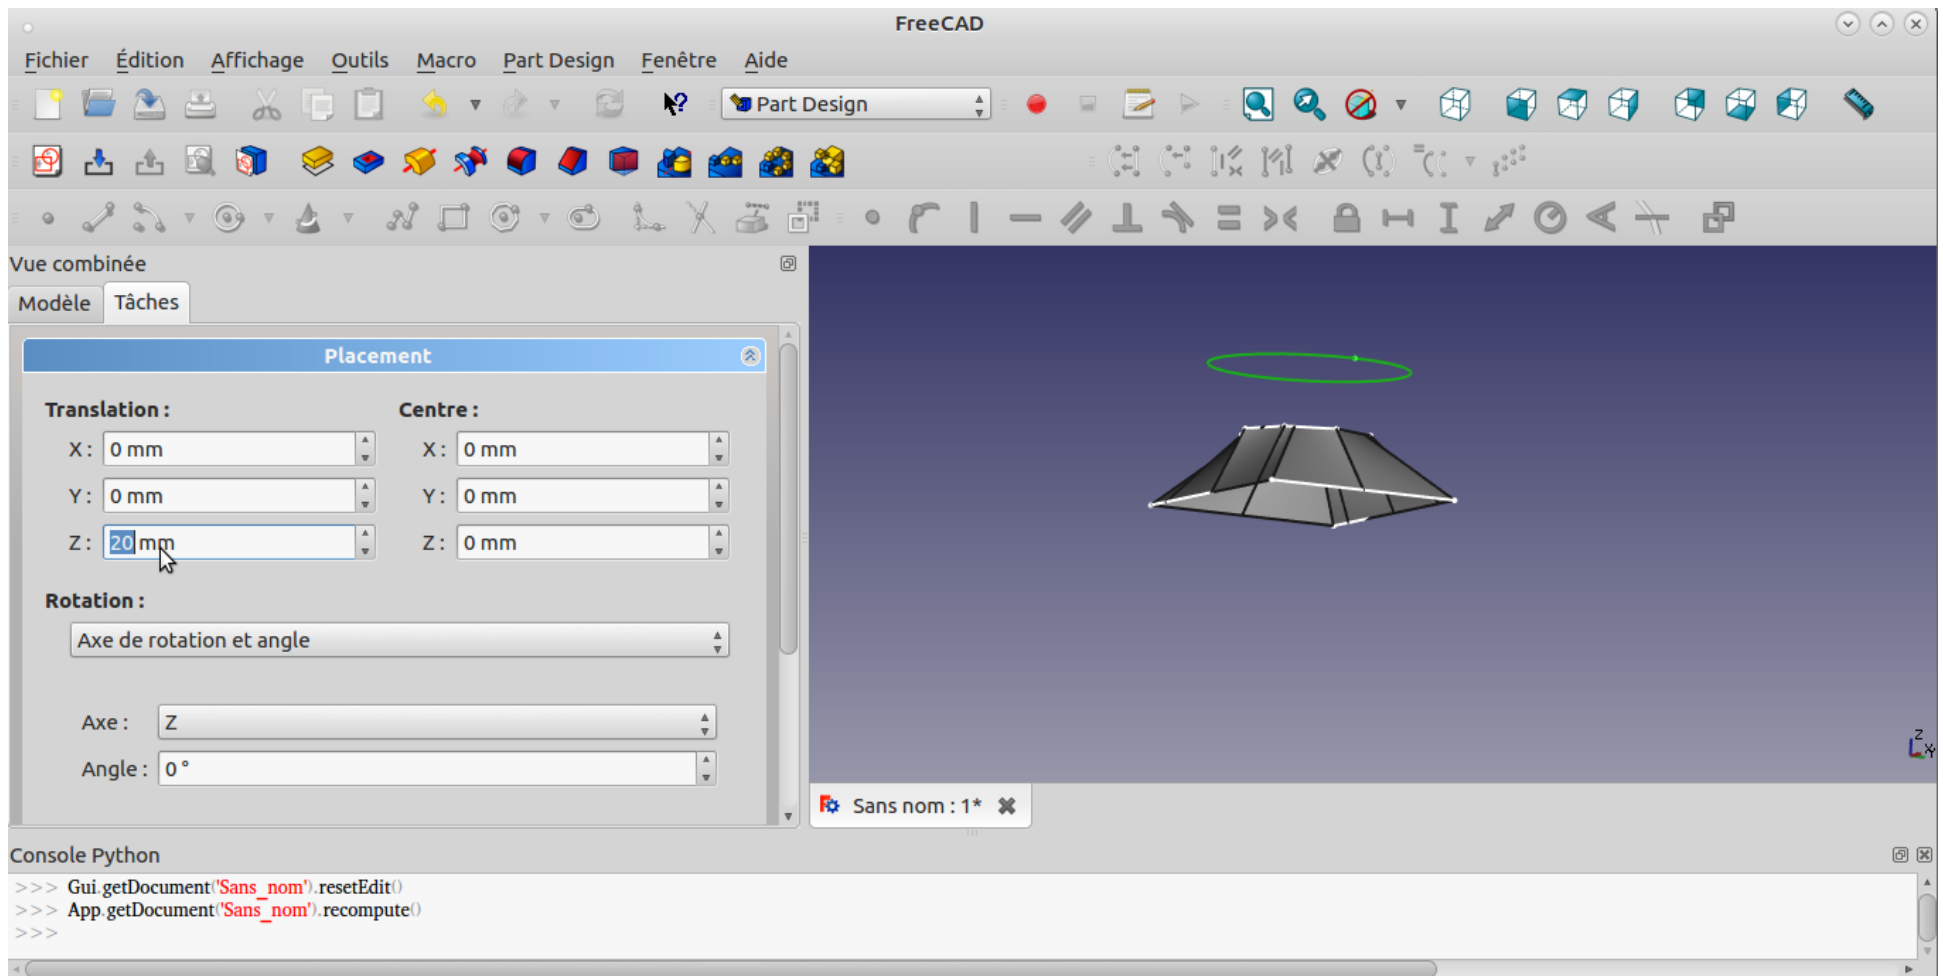 FreeCAD
Fichier Édition Affichage Outils Macro Part Design Fenêtre Aide
Part Design
Vue combinée
Modèle Tâches
Placement
Translation : Centre :
X : 0 mm X : 0 mm
Y : 0 mm Y : 0 mm
Z : 20 mm Z : 0 mm
Rotation :
Axe de rotation et angle
Axe : Z
Angle : 0 °
Z
Y
Sans nom : 1*
Console Python
>>> Gui.getDocument('Sans_nom').resetEdit()
>>> App.getDocument('Sans_nom').recompute()
>>>